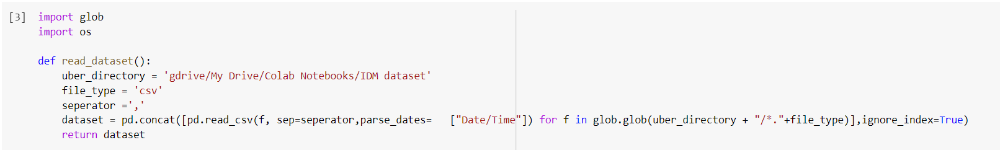 [3] import glob
import os
def read_dataset():
uber_directory = 'gdrive/My Drive/Colab Notebooks/IDM dataset'
file_type = 'csv'
seperator =','
dataset = pd.concat([pd.read_csv(f, sep=seperator,parse_dates=   ["Date/Time"]) for f in glob.glob(uber_directory + "/*."+file_type)],ignore_index=True)
return dataset